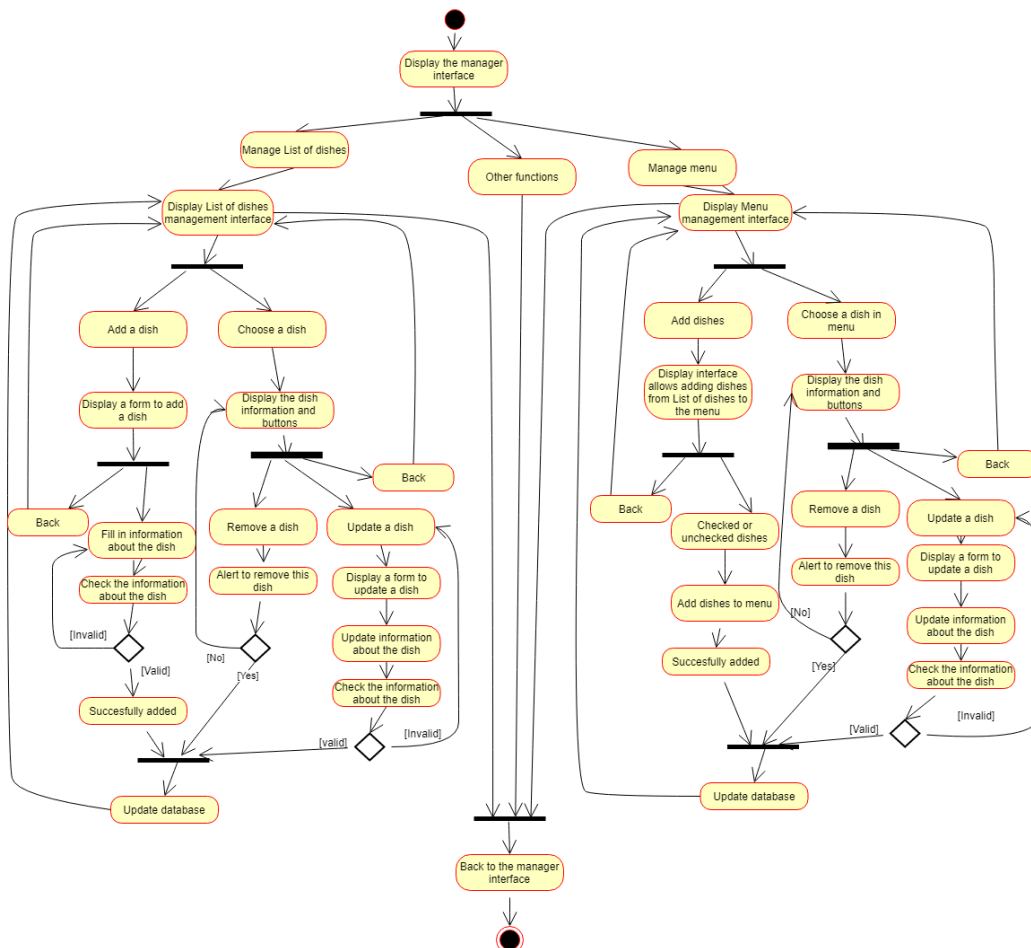 Display the manager
interface
Manage List of dishes
Other functions
Manage menu
Display List of dishes
management interface
Display Menu
management interface
Add a dish
Choose a dish
Add dishes
Choose a dish in
menu
Display a form to add
a dish
Display the dish
information and
buttons
Display interface
allows adding dishes
from List of dishes to
the menu
Display the dish
information and
buttons
Back
Fill in information
about the dish
Remove a dish
Update a dish
Back
Back
Checked or
unchecked dishes
Remove a dish
Update a dish
Back
Check the information
about the dish
Alert to remove this
dish
Display a form to
update a dish
Add dishes to menu
Alert to remove this
dish
Display a form to
update a dish
[Invalid]
[Valid]
[No]
[Yes]
Update information
about the dish
Check the information
about the dish
Succesfully added
[No]
[Yes]
Update information
about the dish
Check the information
about the dish
Succesfully added
[valid]
[Invalid]
[Valid]
[Invalid]
Update database
Update database
Back to the manager
interface